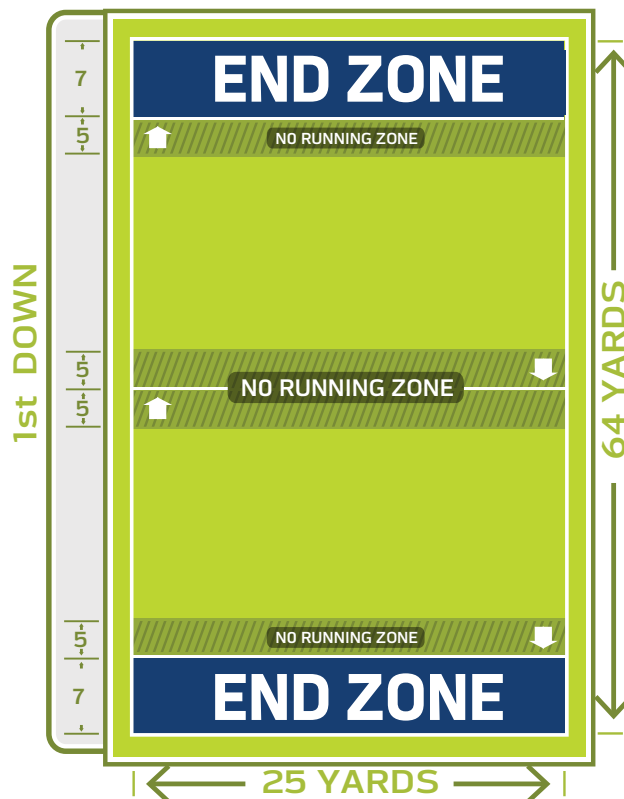 END ZONE
7
5
NO RUNNING ZONE
1st DOWN
64 YARDS
5
NO RUNNING ZONE
5
5
NO RUNNING ZONE
7
END ZONE
25 YARDS